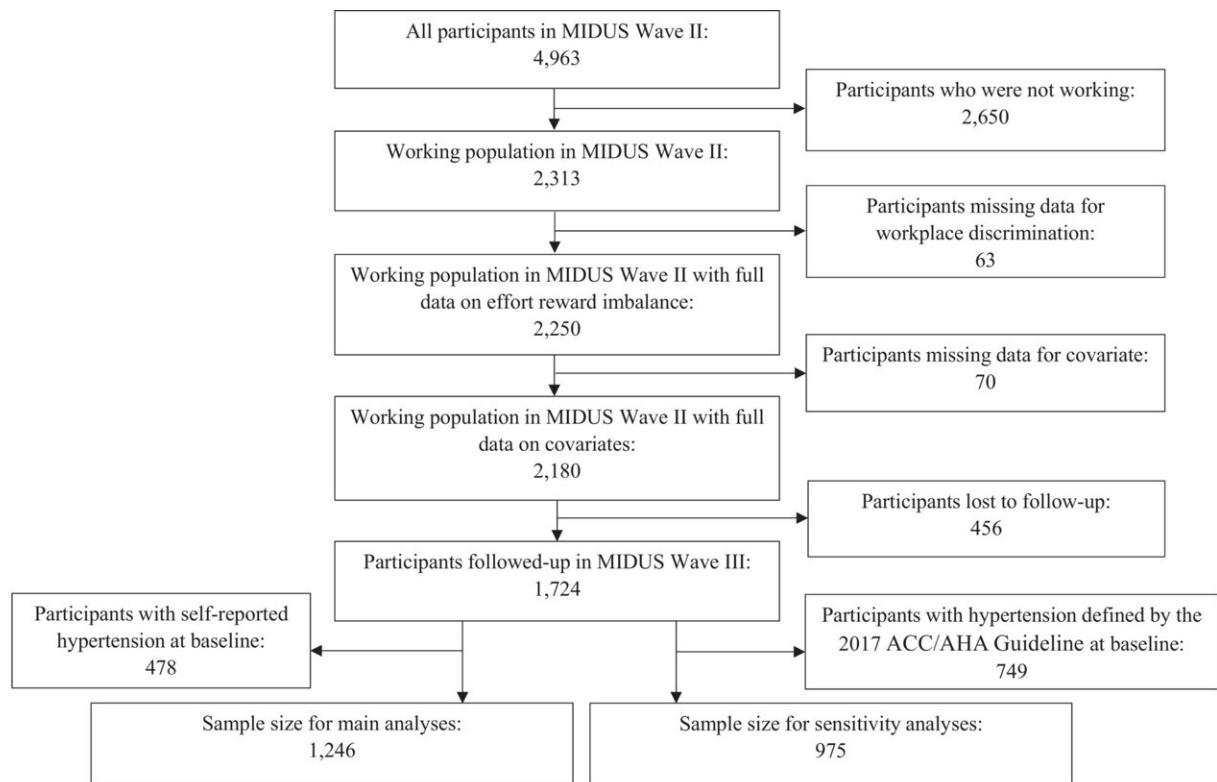 All participants in MIDUS Wave II:
4,963
Participants who were not working:
2,650
Working population in MIDUS Wave II:
2,313
Participants missing data for
workplace discrimination:
63
Working population in MIDUS Wave II with full
data on effort reward imbalance:
2,250
Participants missing data for covariate:
70
Working population in MIDUS Wave II with full
data on covariates:
2,180
Participants lost to follow-up:
456
Participants followed-up in MIDUS Wave III:
1,724
Participants with self-reported
hypertension at baseline:
478
Participants with hypertension defined by the
2017 ACC/AHA Guideline at baseline:
749
Sample size for main analyses:
1,246
Sample size for sensitivity analyses:
975